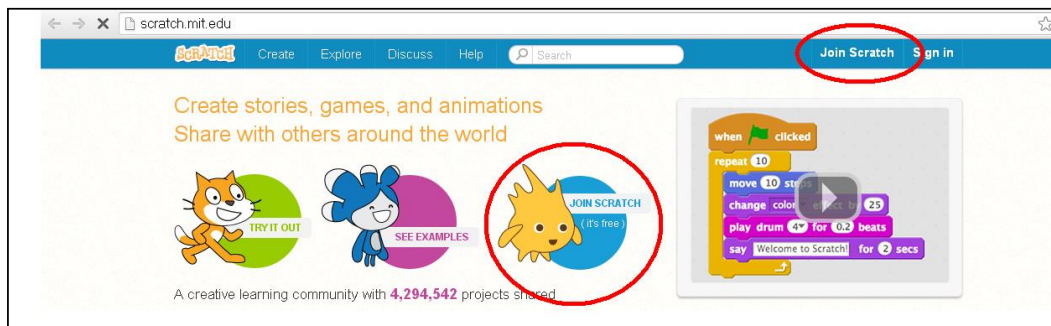 scratch.mit.edu
SCRATCH Create Explore Discuss Help Search Join Scratch Sign in
Create stories, games, and animations
Share with others around the world
TRY IT OUT
SEE EXAMPLES
JOIN SCRATCH
(it's free)
A creative learning community with 4,294,542 projects shared
when clicked
repeat 10
move 10 steps
change color effect by 25
play drum 4 for 0.2 beats
say Welcome to Scratch! for 2 secs